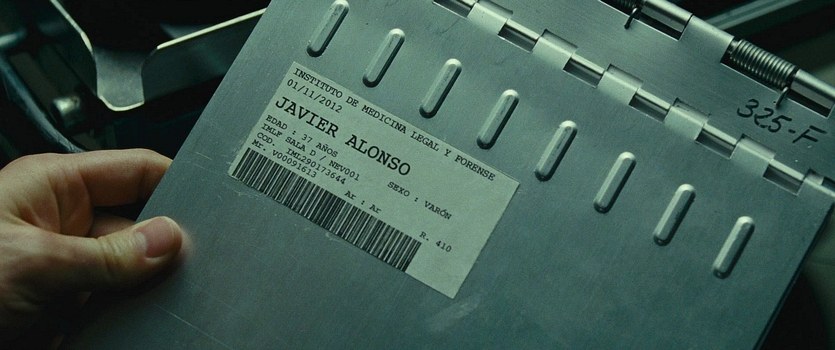 INSTITUTO DE MEDICINA LEGAL Y FORENSE
01/11/2012
JAVIER ALONSO
EDAD : 37 AÑOS SEXO : VARÓN
IMLF SALA D / NEV001
COD. IML290173644 Ar : Ar R. 410
Mr. V00091613
325-F